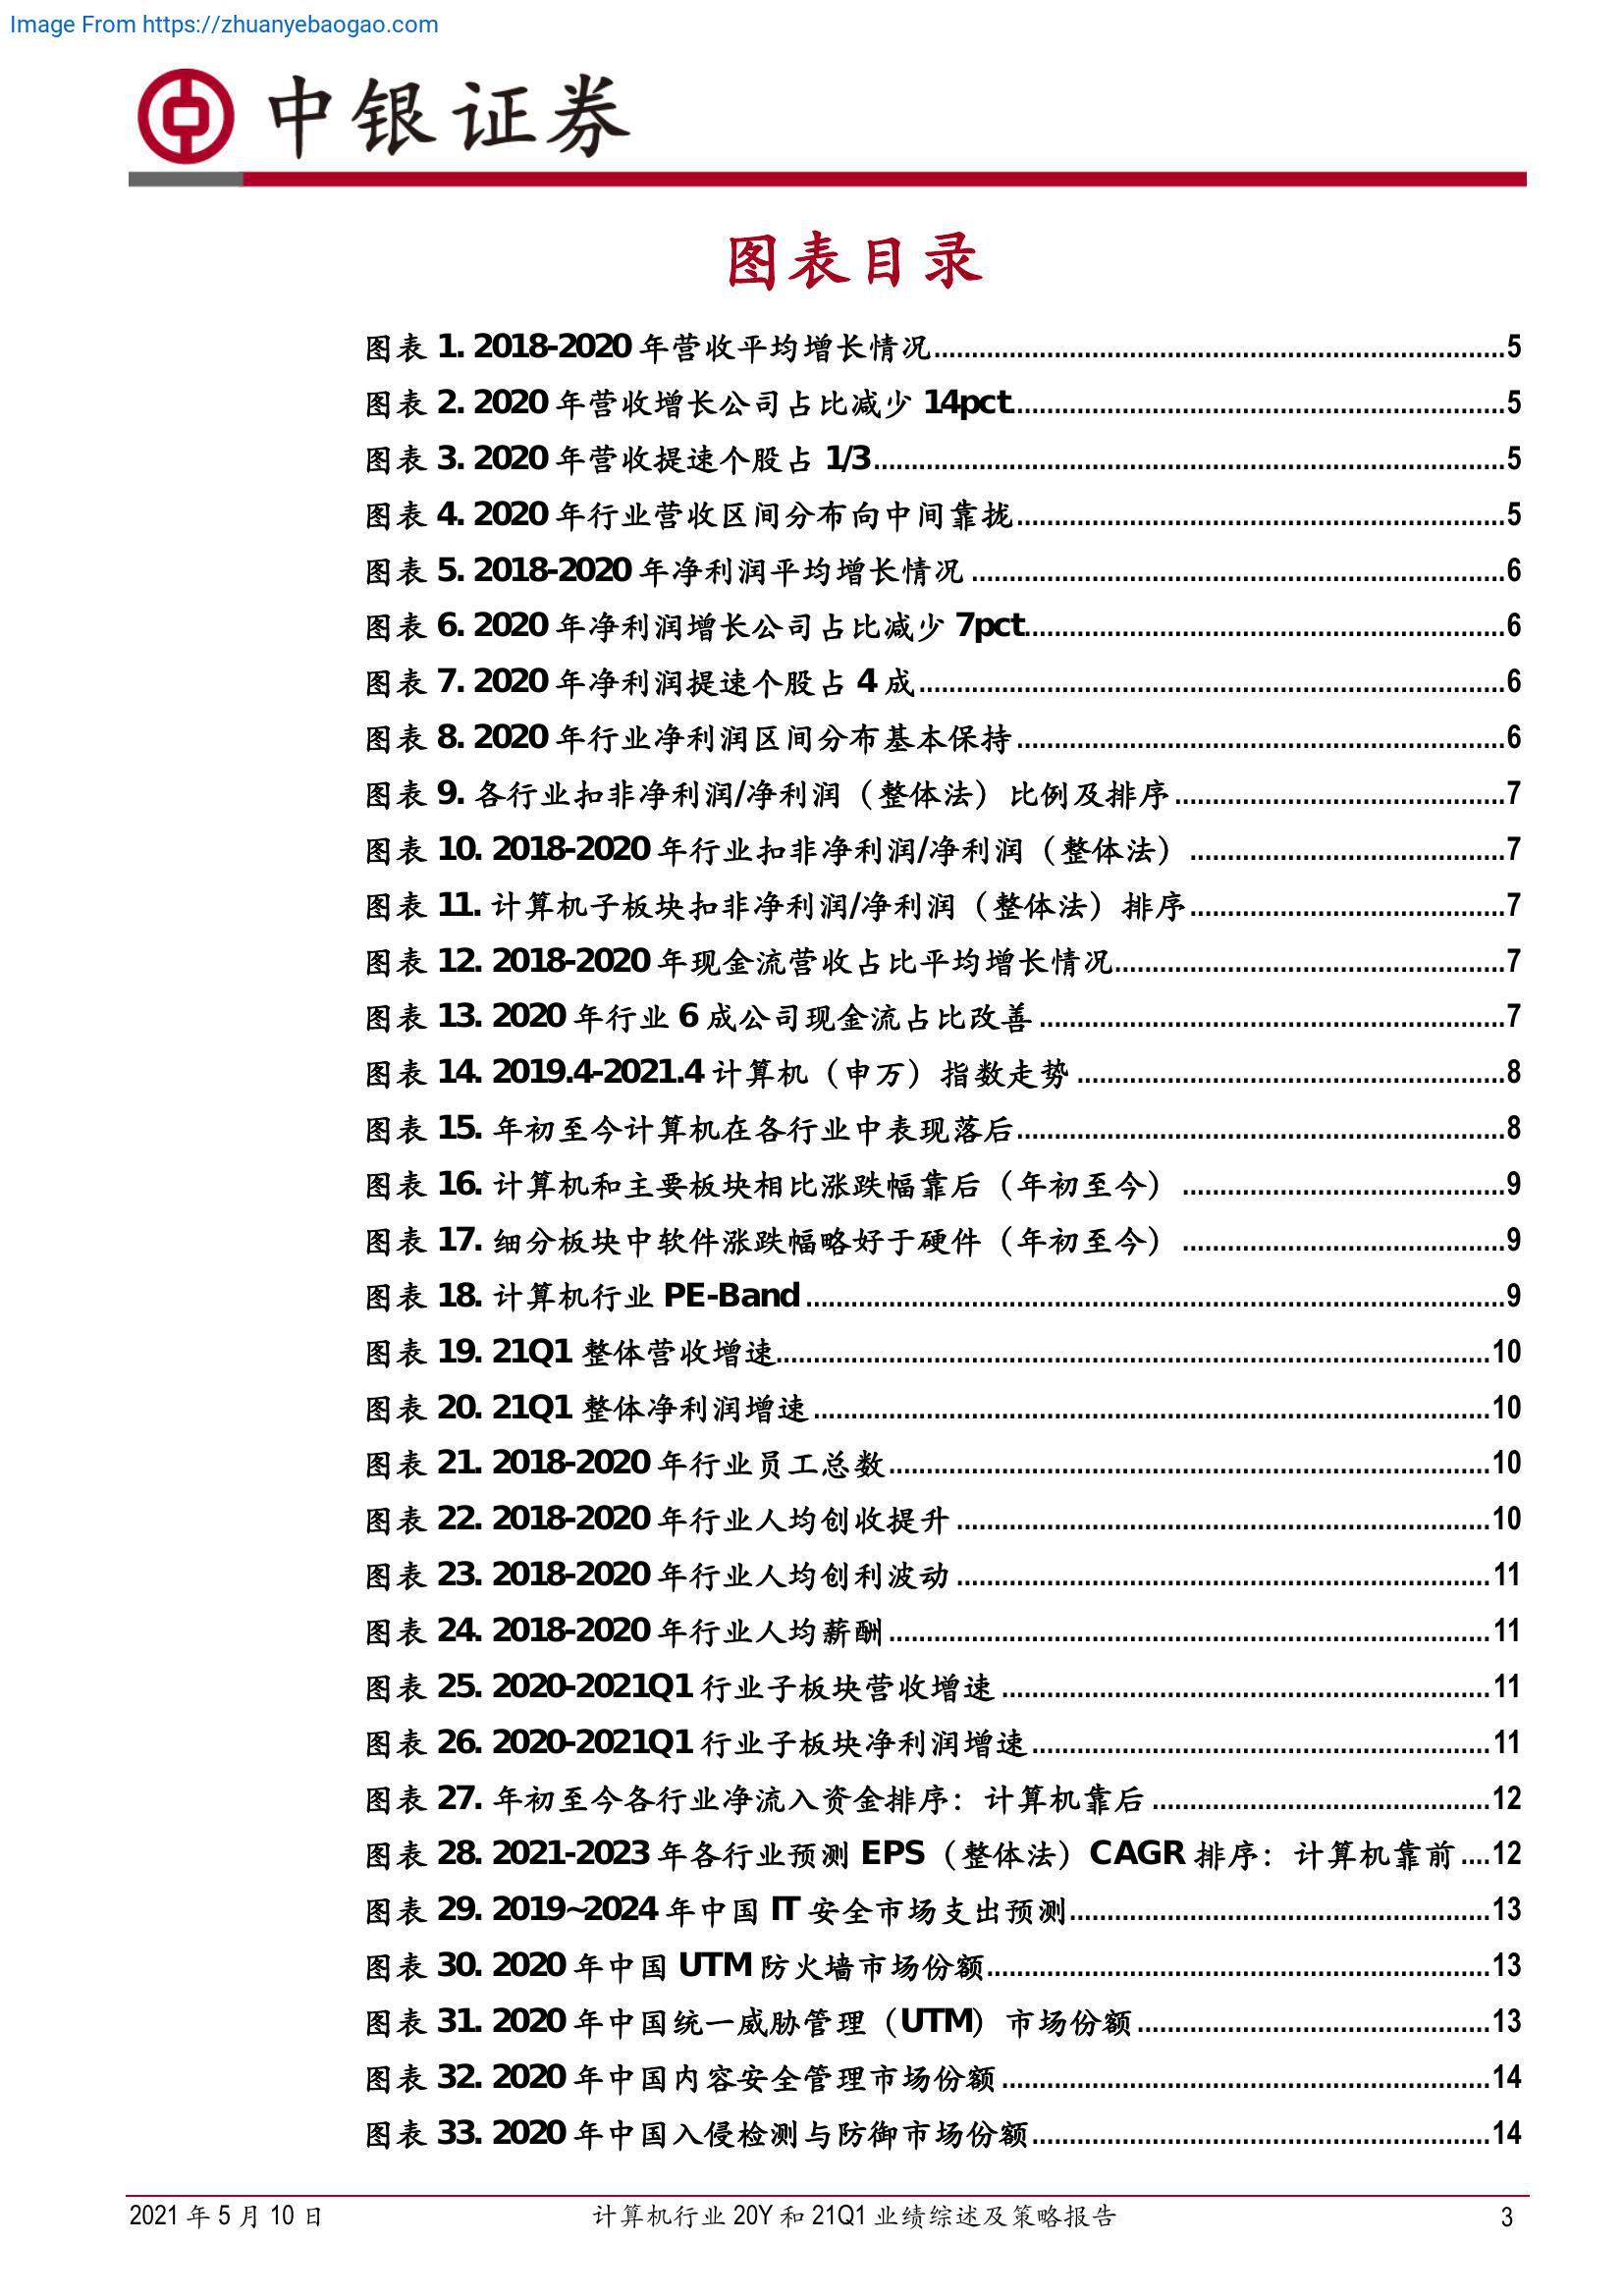 Image From https://zhuanyebaogao.com
中银证券
图表目录
图表 1. 2018-2020 年营收平均增长情况....................5
图表 2. 2020 年营收增长公司占比减少 14pct....................5
图表 3. 2020 年营收提速个股占 1/3....................5
图表 4. 2020 年行业营收区间分布向中间靠拢....................5
图表 5. 2018-2020 年净利润平均增长情况....................6
图表 6. 2020 年净利润增长公司占比减少 7pct....................6
图表 7. 2020 年净利润提速个股占 4 成....................6
图表 8. 2020 年行业净利润区间分布基本保持....................6
图表 9. 各行业扣非净利润/净利润（整体法）比例及排序....................7
图表 10. 2018-2020 年行业扣非净利润/净利润（整体法）....................7
图表 11. 计算机子板块扣非净利润/净利润（整体法）排序....................7
图表 12. 2018-2020 年现金流营收占比平均增长情况....................7
图表 13. 2020 年行业 6 成公司现金流占比改善....................7
图表 14. 2019.4-2021.4 计算机（申万）指数走势....................8
图表 15. 年初至今计算机在各行业中表现落后....................8
图表 16. 计算机和主要板块相比涨跌幅靠后（年初至今）....................9
图表 17. 细分板块中软件涨跌幅略好于硬件（年初至今）....................9
图表 18. 计算机行业 PE-Band....................9
图表 19. 21Q1 整体营收增速....................10
图表 20. 21Q1 整体净利润增速....................10
图表 21. 2018-2020 年行业员工总数....................10
图表 22. 2018-2020 年行业人均创收提升....................10
图表 23. 2018-2020 年行业人均创利波动....................11
图表 24. 2018-2020 年行业人均薪酬....................11
图表 25. 2020-2021Q1 行业子板块营收增速....................11
图表 26. 2020-2021Q1 行业子板块净利润增速....................11
图表 27. 年初至今各行业净流入资金排序：计算机靠后....................12
图表 28. 2021-2023 年各行业预测 EPS（整体法）CAGR 排序：计算机靠前....12
图表 29. 2019~2024 年中国 IT 安全市场支出预测....................13
图表 30. 2020 年中国 UTM 防火墙市场份额....................13
图表 31. 2020 年中国统一威胁管理（UTM）市场份额....................13
图表 32. 2020 年中国内容安全管理市场份额....................14
图表 33. 2020 年中国入侵检测与防御市场份额....................14
2021 年 5 月 10 日 计算机行业 20Y 和 21Q1 业绩综述及策略报告 3